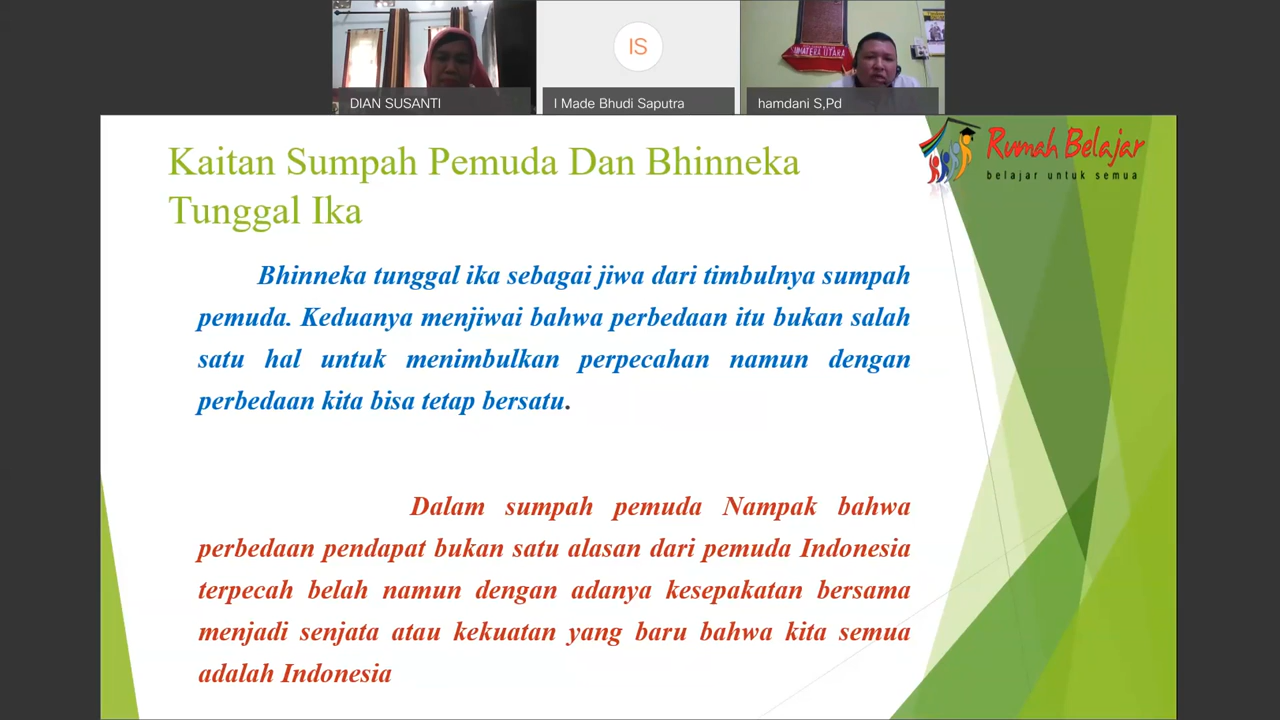 IS
UMATERA UTARA
DIAN SUSANTI
I Made Bhudi Saputra
hamdani S,Pd
Kaitan Sumpah Pemuda Dan Bhinneka
Tunggal Ika
Rumah Belajar
belajar untuk semua
Bhinneka tunggal ika sebagai jiwa dari timbulnya sumpah
pemuda. Keduanya menjiwai bahwa perbedaan itu bukan salah
satu hal untuk menimbulkan perpecahan namun dengan
perbedaan kita bisa tetap bersatu.
Dalam sumpah pemuda Nampak bahwa
perbedaan pendapat bukan satu alasan dari pemuda Indonesia
terpecah belah namun dengan adanya kesepakatan bersama
menjadi senjata atau kekuatan yang baru bahwa kita semua
adalah Indonesia